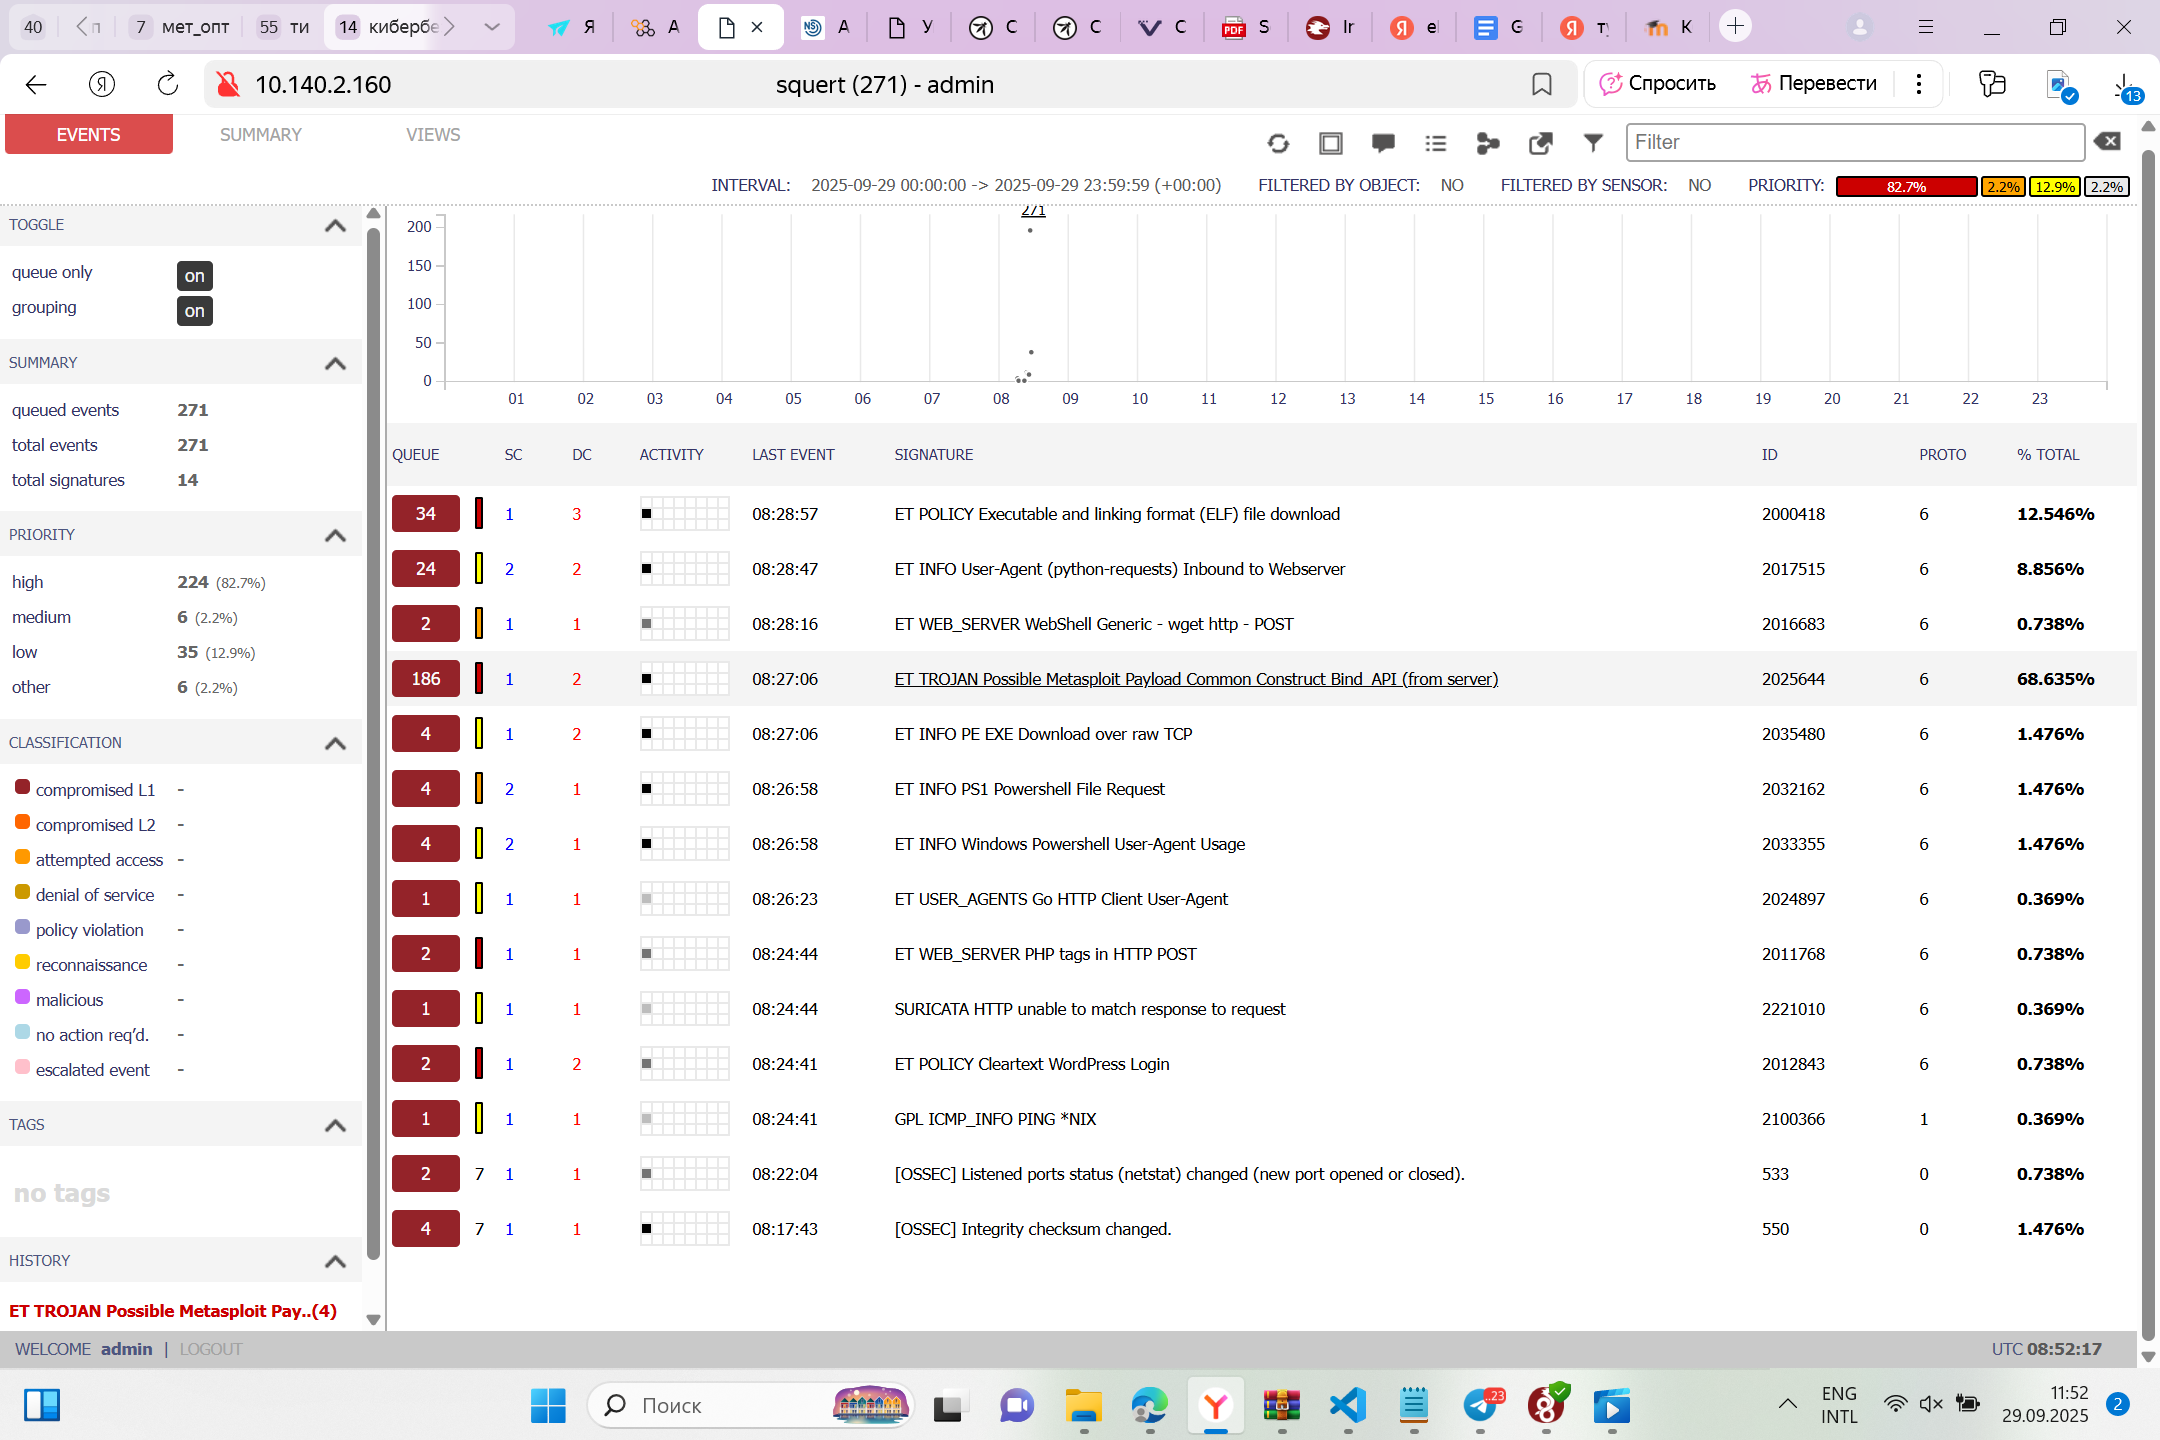 40
7 мет_опт
55 ти
14 кибербе
Я
А
А
У
С
С
С
S
Ir
el
G
К
10.140.2.160
squert (271) - admin
Спросить
Перевести
13
EVENTS
SUMMARY
VIEWS
Filter
INTERVAL: 2025-09-29 00:00:00 -> 2025-09-29 23:59:59 (+00:00) FILTERED BY OBJECT: NO FILTERED BY SENSOR: NO PRIORITY: 82.7% 2.2% 12.9% 2.2%
TOGGLE
queue only on
grouping on
SUMMARY
queued events 271
total events 271
total signatures 14
PRIORITY
high 224 (82.7%)
medium 6 (2.2%)
low 35 (12.9%)
other 6 (2.2%)
CLASSIFICATION
compromised L1 -
compromised L2 -
attempted access -
denial of service -
policy violation -
reconnaissance -
malicious -
no action req'd. -
escalated event -
TAGS
no tags
HISTORY
ET TROJAN Possible Metasploit Pay..(4)
271
200
150
100
50
0
01 02 03 04 05 06 07 08 09 10 11 12 13 14 15 16 17 18 19 20 21 22 23
QUEUE SC DC ACTIVITY LAST EVENT SIGNATURE ID PROTO % TOTAL
34 1 3 08:28:57 ET POLICY Executable and linking format (ELF) file download 2000418 6 12.546%
24 2 2 08:28:47 ET INFO User-Agent (python-requests) Inbound to Webserver 2017515 6 8.856%
2 1 1 08:28:16 ET WEB_SERVER WebShell Generic - wget http - POST 2016683 6 0.738%
186 1 2 08:27:06 ET TROJAN Possible Metasploit Payload Common Construct Bind_API (from server) 2025644 6 68.635%
4 1 2 08:27:06 ET INFO PE EXE Download over raw TCP 2035480 6 1.476%
4 2 1 08:26:58 ET INFO PS1 Powershell File Request 2032162 6 1.476%
4 2 1 08:26:58 ET INFO Windows Powershell User-Agent Usage 2033355 6 1.476%
1 1 1 08:26:23 ET USER_AGENTS Go HTTP Client User-Agent 2024897 6 0.369%
2 1 1 08:24:44 ET WEB_SERVER PHP tags in HTTP POST 2011768 6 0.738%
1 1 1 08:24:44 SURICATA HTTP unable to match response to request 2221010 6 0.369%
2 1 2 08:24:41 ET POLICY Cleartext WordPress Login 2012843 6 0.738%
1 1 1 08:24:41 GPL ICMP_INFO PING *NIX 2100366 1 0.369%
2 7 1 1 08:22:04 [OSSEC] Listened ports status (netstat) changed (new port opened or closed). 533 0 0.738%
4 7 1 1 08:17:43 [OSSEC] Integrity checksum changed. 550 0 1.476%
WELCOME admin | LOGOUT
UTC 08:52:17
Поиск
..23
ENG
INTL
11:52
29.09.2025
2